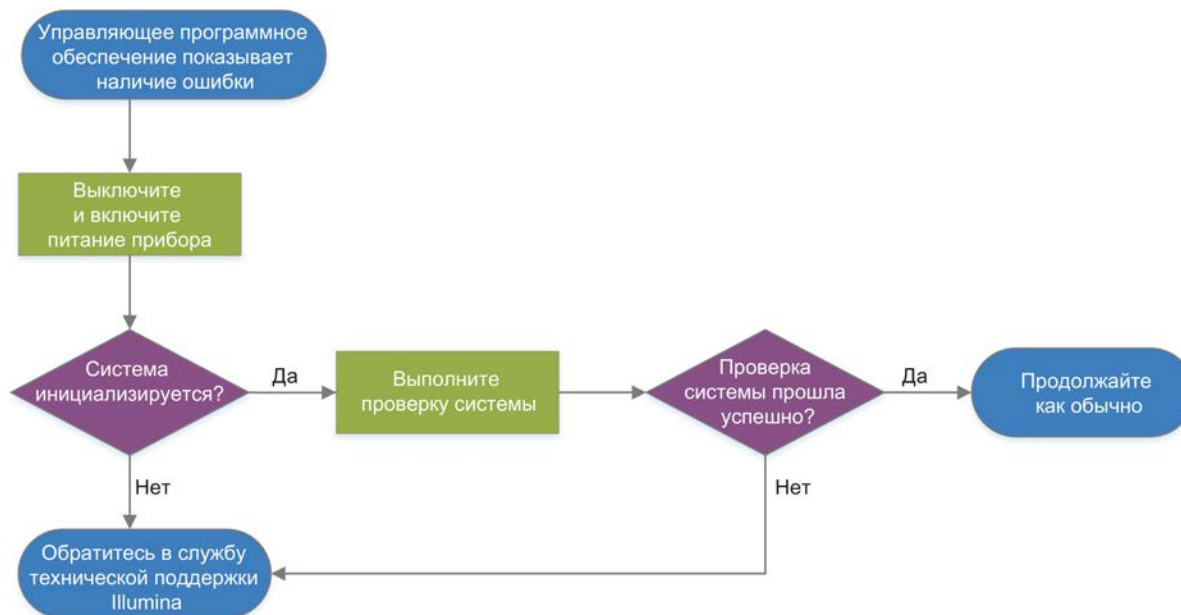 Управляющее программное
обеспечение показывает
наличие ошибки
Выключите
и включите
питание прибора
Система
инициализируется?
Да
Выполните
проверку системы
Проверка
системы прошла
успешно?
Да
Продолжайте
как обычно
Нет
Нет
Обратитесь в службу
технической поддержки
Illumina